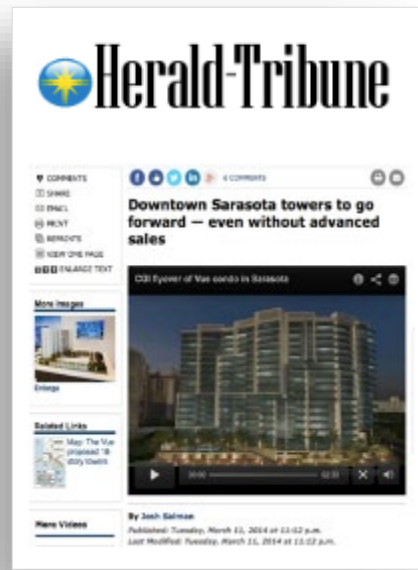 Herald-Tribune
COMMENTS
SHARE
EMAIL
PRINT
REPRINTS
VIEW ONE PAGE
ENLARGE TEXT
6 COMMENTS
Downtown Sarasota towers to go
forward — even without advanced
sales
More Images
Enlarge
Related Links
Map: The Vue
proposed 18-
story towers
More Videos
CGI flyover of Vue condo in Sarasota
00:00
02:33
By Josh Salman
Published: Tuesday, March 11, 2014 at 11:52 p.m.
Last Modified: Tuesday, March 11, 2014 at 11:52 p.m.